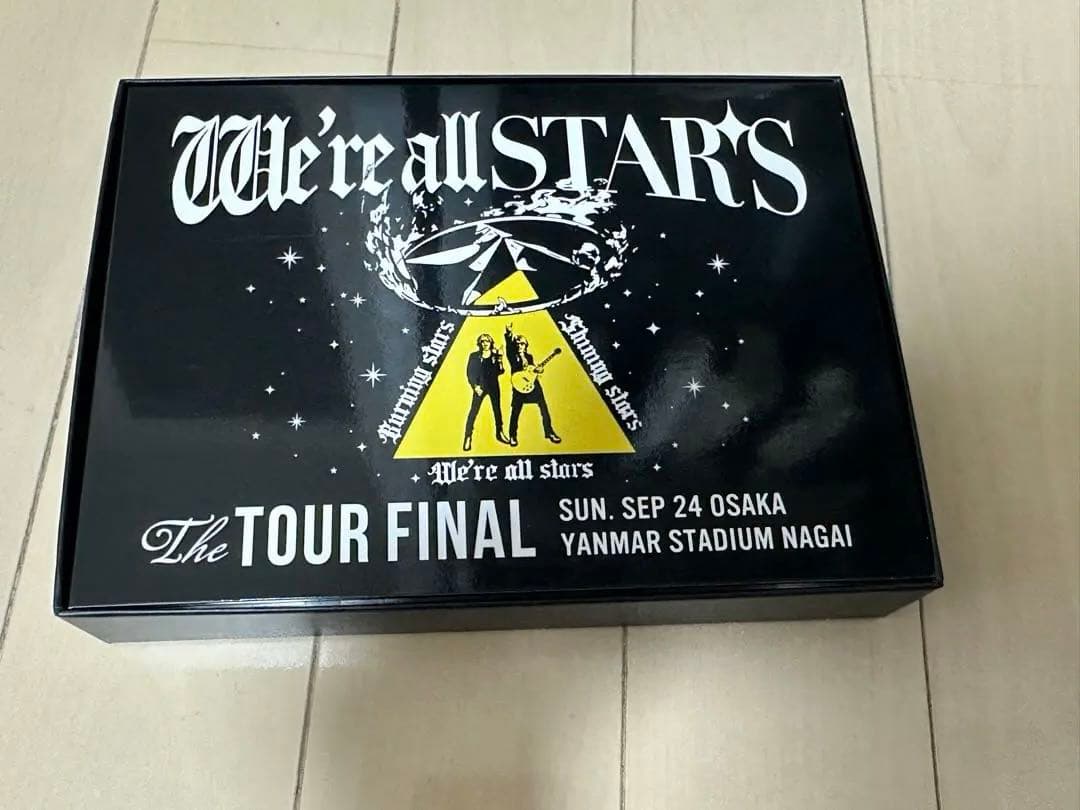 We're all STAR'S
Burning stars
Shining stars
We're all stars
The TOUR FINAL
SUN. SEP 24 OSAKA
YANMAR STADIUM NAGAI